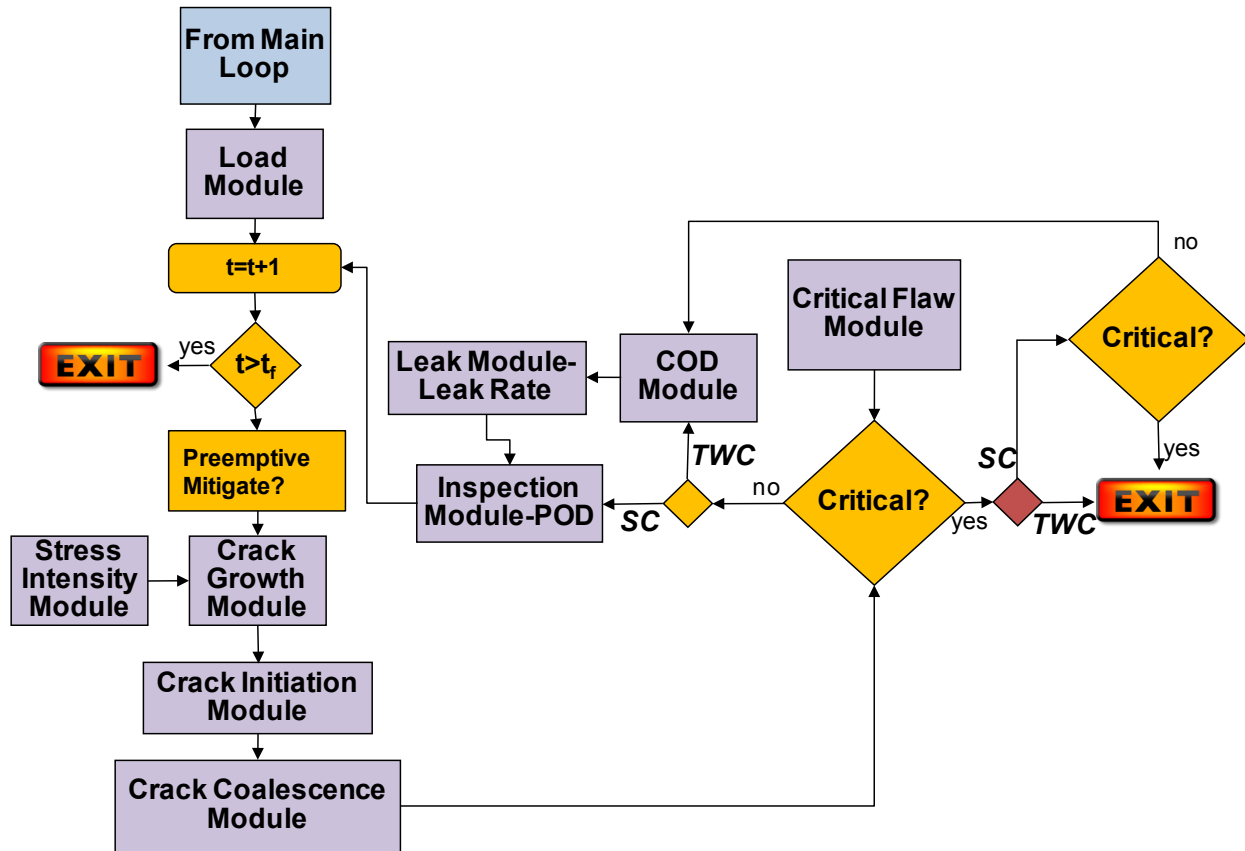 From Main
Loop
Load
Module
t=t+1
yes
EXIT
t>tf
Preemptive
Mitigate?
Stress
Intensity
Module
Crack
Growth
Module
Crack Initiation
Module
Crack Coalescence
Module
Leak Module-
Leak Rate
COD
Module
Inspection
Module-POD
SC
TWC
no
Critical Flaw
Module
Critical?
yes
SC
TWC
no
Critical?
yes
EXIT